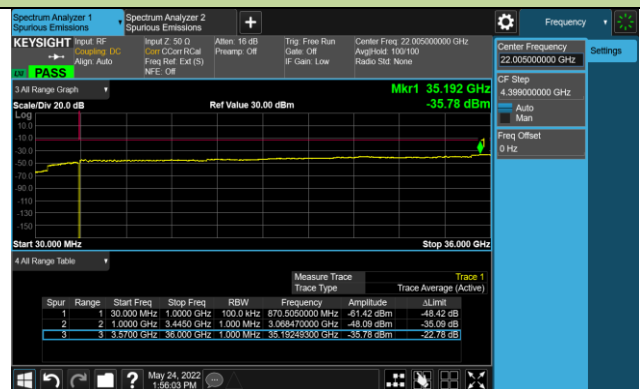 Spectrum Analyzer 1
Spurious Emissions
Spectrum Analyzer 2
Spurious Emissions
+
Frequency
KEYSIGHT
Input: RF
Coupling: DC
Align: Auto
Input Z: 50 Ω
Corr CCorr RCal
Freq Ref: Ext (S)
NFE: Off
Atten: 16 dB
Preamp: Off
Trig: Free Run
Gate: Off
IF Gain: Low
Center Freq: 22.005000000 GHz
Avg|Hold: 100/100
Radio Std: None
PASS
Center Frequency
22.005000000 GHz
Settings
CF Step
4.399000000 GHz
Auto
Man
Freq Offset
0 Hz
3 All Range Graph
Mkr1 35.192 GHz
Scale/Div 20.0 dB
Ref Value 30.00 dBm
-35.78 dBm
Log
10.0
-10.0
-30.0
-50.0
-70.0
-90.0
-110
-130
-150
1
Start 30.000 MHz
Stop 36.000 GHz
4 All Range Table
Measure Trace Trace 1
Trace Type Trace Average (Active)
Spur Range Start Freq Stop Freq RBW Frequency Amplitude ΔLimit
1 1 30.000 MHz 1.0000 GHz 100.0 kHz 870.5050000 MHz -61.42 dBm -48.42 dB
2 2 1.0000 GHz 3.4450 GHz 1.000 MHz 3.068470000 GHz -48.09 dBm -35.09 dB
3 3 3.5700 GHz 36.000 GHz 1.000 MHz 35.19249300 GHz -35.78 dBm -22.78 dB
?
May 24, 2022
1:56:03 PM